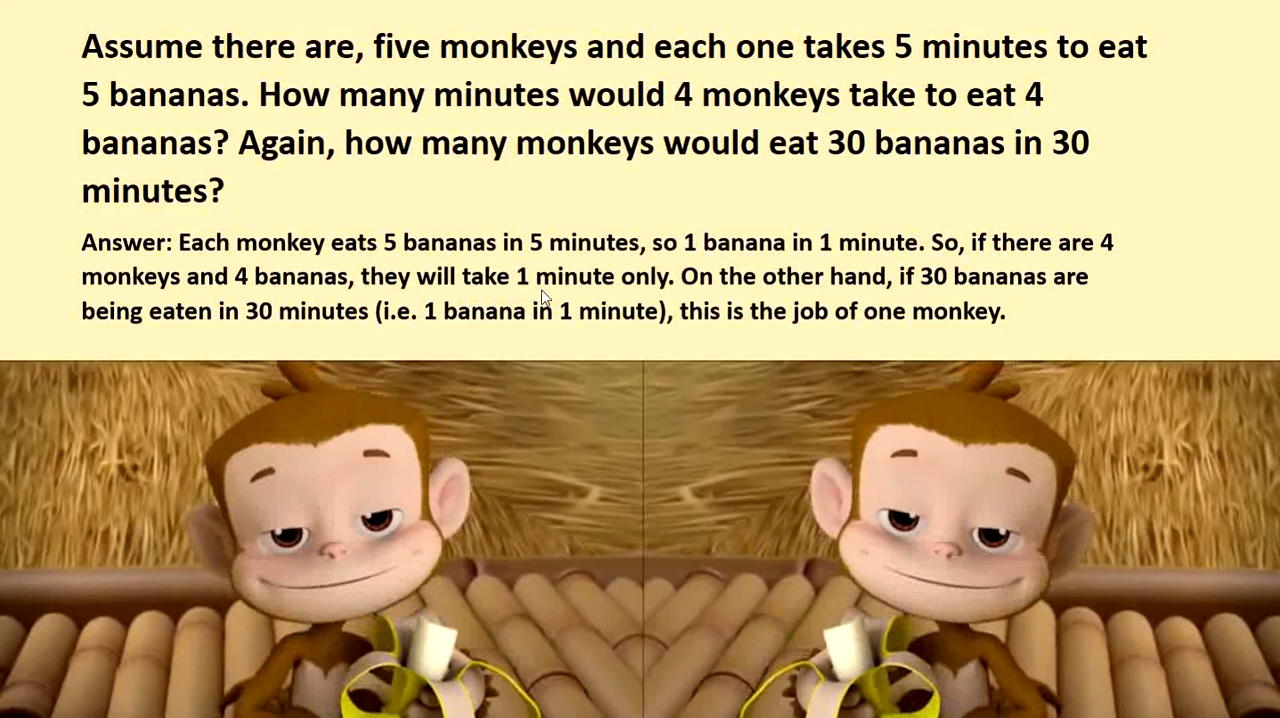 Assume there are, five monkeys and each one takes 5 minutes to eat
5 bananas. How many minutes would 4 monkeys take to eat 4
bananas? Again, how many monkeys would eat 30 bananas in 30
minutes?
Answer: Each monkey eats 5 bananas in 5 minutes, so 1 banana in 1 minute. So, if there are 4
monkeys and 4 bananas, they will take 1 minute only. On the other hand, if 30 bananas are
being eaten in 30 minutes (i.e. 1 banana in 1 minute), this is the job of one monkey.